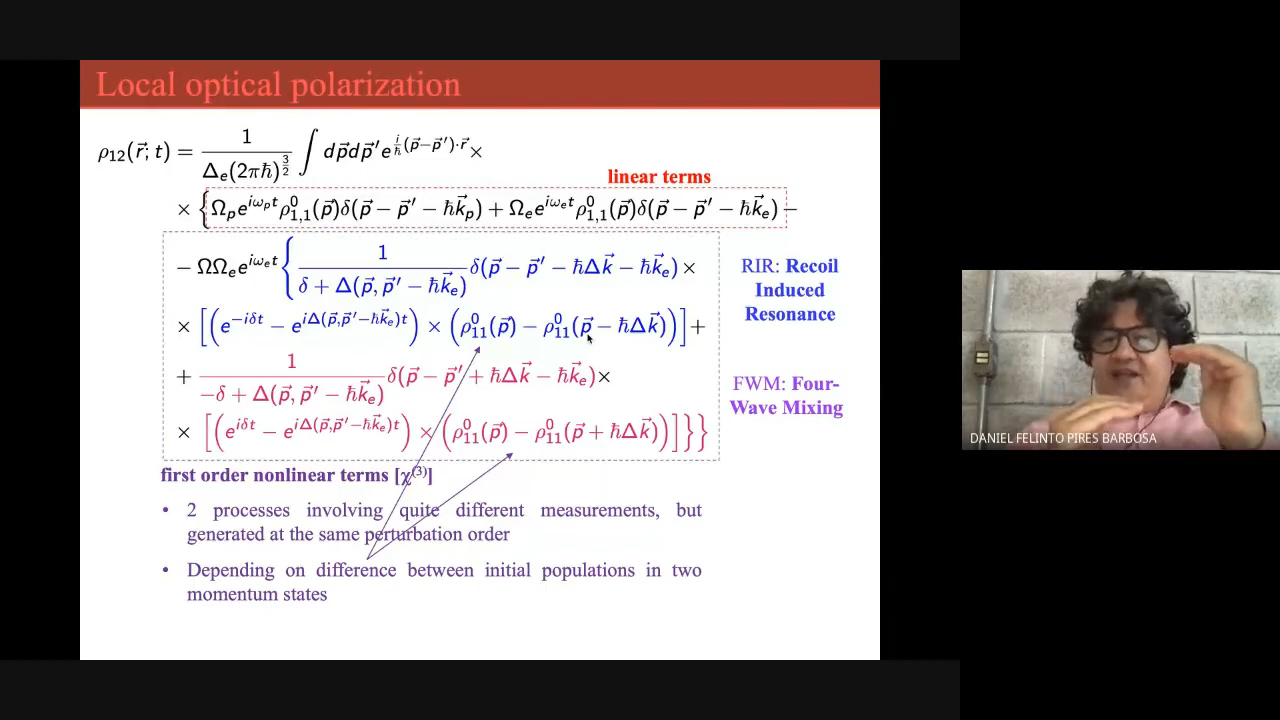 Local optical polarization
ρ₁₂(r⃗; t) = 1/(Δₑ(2πħ)^{3/2}) ∫ dp⃗dp⃗′e^{(i/ħ)(p⃗−p⃗′)·r⃗}×
linear terms
× {Ωₚe^{iωₚt}ρ⁰₁,₁(p⃗)δ(p⃗ − p⃗′ − ħk⃗ₚ) + Ωₑe^{iωₑt}ρ⁰₁,₁(p⃗)δ(p⃗ − p⃗′ − ħk⃗ₑ) −
− ΩΩₑe^{iωₑt}{1/(δ + Δ(p⃗, p⃗′ − ħk⃗ₑ)) δ(p⃗ − p⃗′ − ħΔk⃗ − ħk⃗ₑ)×
RIR: Recoil
Induced
Resonance
× [(e^{−iδt} − e^{iΔ(p⃗,p⃗′−ħk⃗ₑ)t}) × (ρ⁰₁₁(p⃗) − ρ⁰₁₁(p⃗ − ħΔk⃗))]+
+ 1/(−δ + Δ(p⃗, p⃗′ − ħk⃗ₑ)) δ(p⃗ − p⃗′ + ħΔk⃗ − ħk⃗ₑ)×
FWM: Four-
Wave Mixing
× [(e^{iδt} − e^{iΔ(p⃗,p⃗′−ħk⃗ₑ)t}) × (ρ⁰₁₁(p⃗) − ρ⁰₁₁(p⃗ + ħΔk⃗))]}}
first order nonlinear terms [χ⁽³⁾]
• 2 processes involving quite different measurements, but
generated at the same perturbation order
• Depending on difference between initial populations in two
momentum states
DANIEL FELINTO PIRES BARBOSA